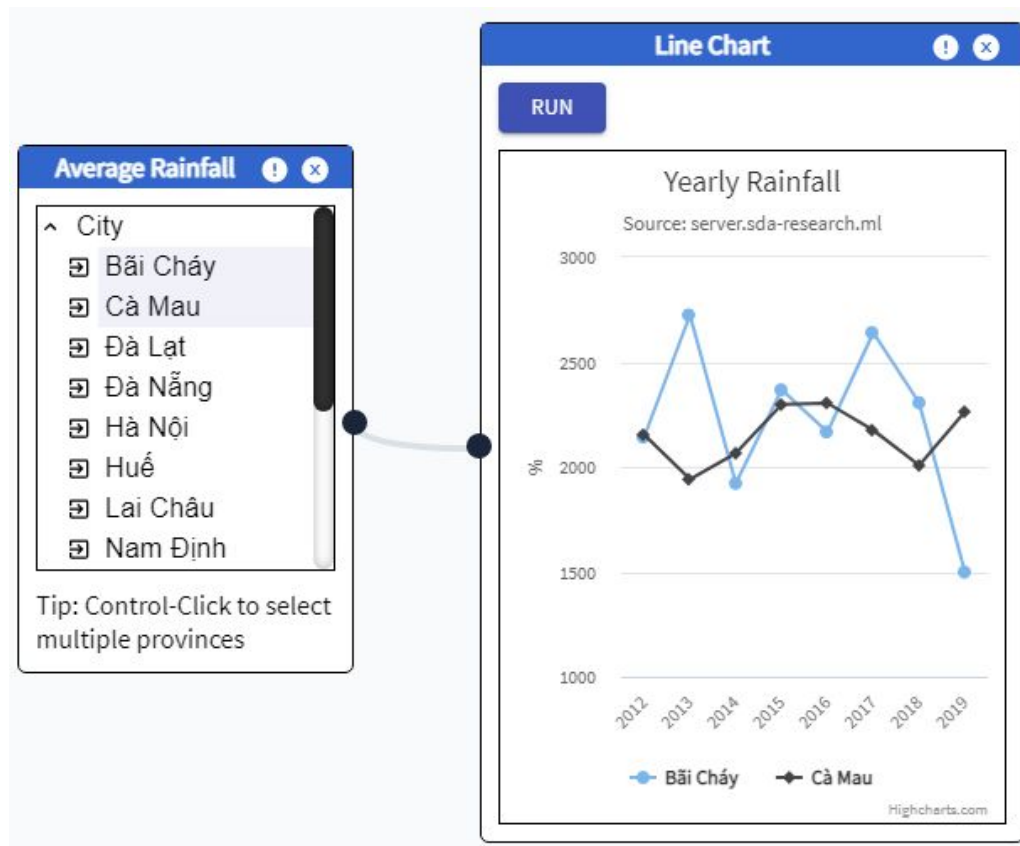 Average Rainfall
City
Bãi Cháy
Cà Mau
Đà Lạt
Đà Nẵng
Hà Nội
Huế
Lai Châu
Nam Định
Tip: Control-Click to select
multiple provinces
Line Chart
RUN
Yearly Rainfall
Source: server.sda-research.ml
3000
2500
2000
1500
1000
%
2012 2013 2014 2015 2016 2017 2018 2019
Bãi Cháy Cà Mau
Highcharts.com